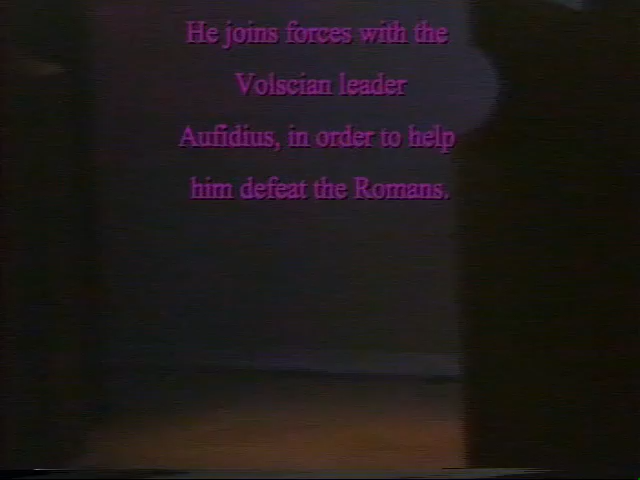 He joins forces with the
Volscian leader
Aufidius, in order to help
him defeat the Romans.